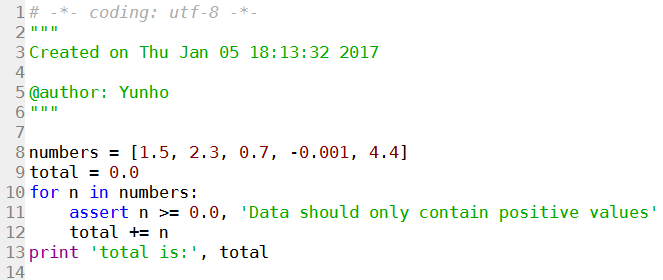 1 # -*- coding: utf-8 -*-
2 """
3 Created on Thu Jan 05 18:13:32 2017
4
5 @author: Yunho
6 """
7
8 numbers = [1.5, 2.3, 0.7, -0.001, 4.4]
9 total = 0.0
10 for n in numbers:
11     assert n >= 0.0, 'Data should only contain positive values'
12     total += n
13 print 'total is:', total
14